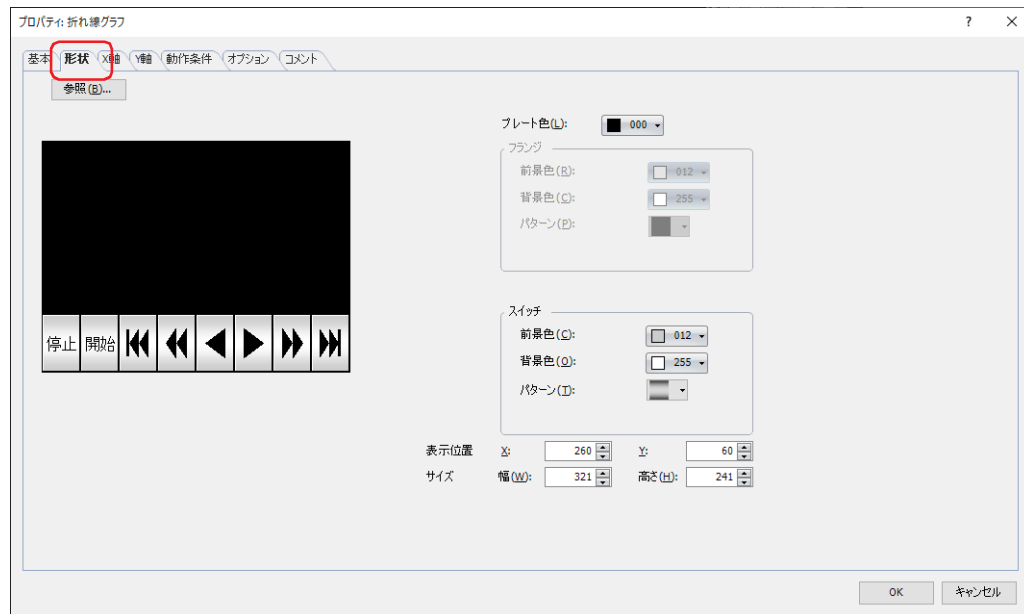 プロパティ: 折れ線グラフ
?
基本 形状 X軸 Y軸 動作条件 オプション コメント
参照(B)...
プレート色(L): 000
フランジ
前景色(R): 012
背景色(C): 255
パターン(P):
停止 開始
スイッチ
前景色(C): 012
背景色(O): 255
パターン(T):
表示位置 X: 260 Y: 60
サイズ 幅(W): 321 高さ(H): 241
OK キャンセル